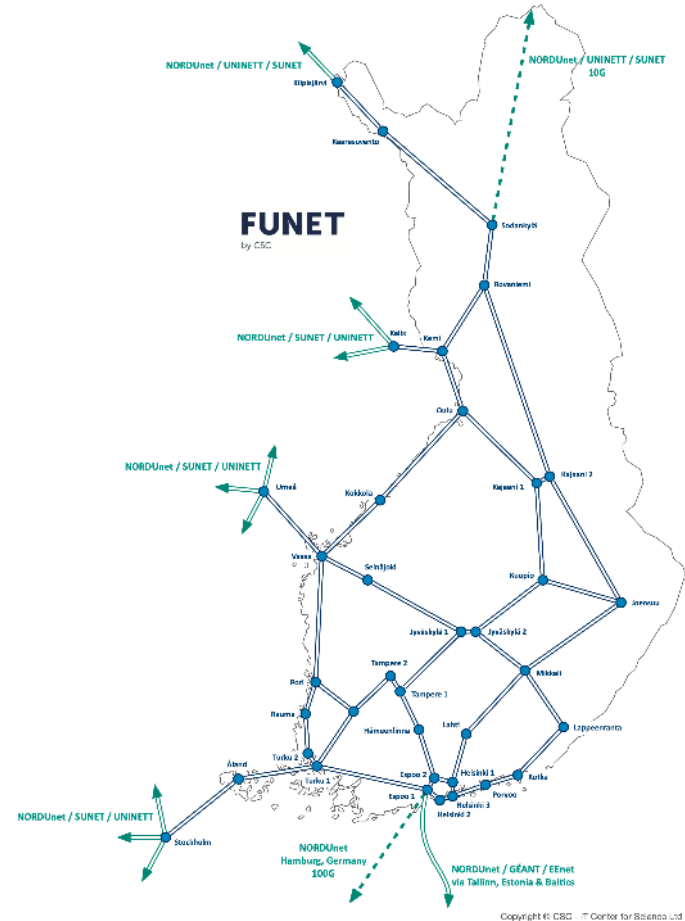 NORDUnet / UNINETT / SUNET
NORDUnet / UNINETT / SUNET
10G
Kilpisjärvi
Kaaresuvanto
FUNET
by CSC
Sodankylä
Rovaniemi
NORDUnet / SUNET / UNINETT
Kalix
Kemi
Oulu
NORDUnet / SUNET / UNINETT
Umeå
Kokkola
Kajaani 1
Kajaani 2
Vaasa
Seinäjoki
Kuopio
Joensuu
Jyväskylä 1
Jyväskylä 2
Tampere 2
Mikkeli
Pori
Tampere 1
Rauma
Hämeenlinna
Lahti
Lappeenranta
Turku 2
Åland
Turku 1
Espoo 2
Helsinki 1
Kotka
Espoo 1
Porvoo
Helsinki 3
Helsinki 2
NORDUnet / SUNET / UNINETT
Stockholm
NORDUnet
Hamburg, Germany
100G
NORDUnet / GÉANT / EEnet
via Tallinn, Estonia & Baltics
Copyright © CSC – IT Center for Science Ltd